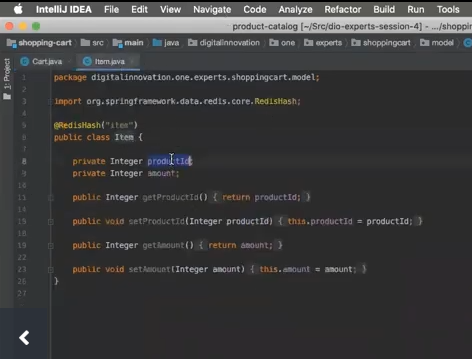 IntelliJ IDEA File Edit View Navigate Code Analyze Refactor Build Run Tools
product-catalog [~/Src/dio-experts-session-4] - .../shopping
shopping-cart src main java digitalinnovation one experts shoppingcart model
Cart.java Item.java
1: Project
1 package digitalinnovation.one.experts.shoppingcart.model;
2
3 import org.springframework.data.redis.core.RedisHash;
4
5 @RedisHash("item")
6 public class Item {
7
8 private Integer productId;
9 private Integer amount;
10
11 public Integer getProductId() { return productId; }
15 public void setProductId(Integer productId) { this.productId = productId; }
19 public Integer getAmount() { return amount; }
23 public void setAmount(Integer amount) { this.amount = amount; }
26 }
27